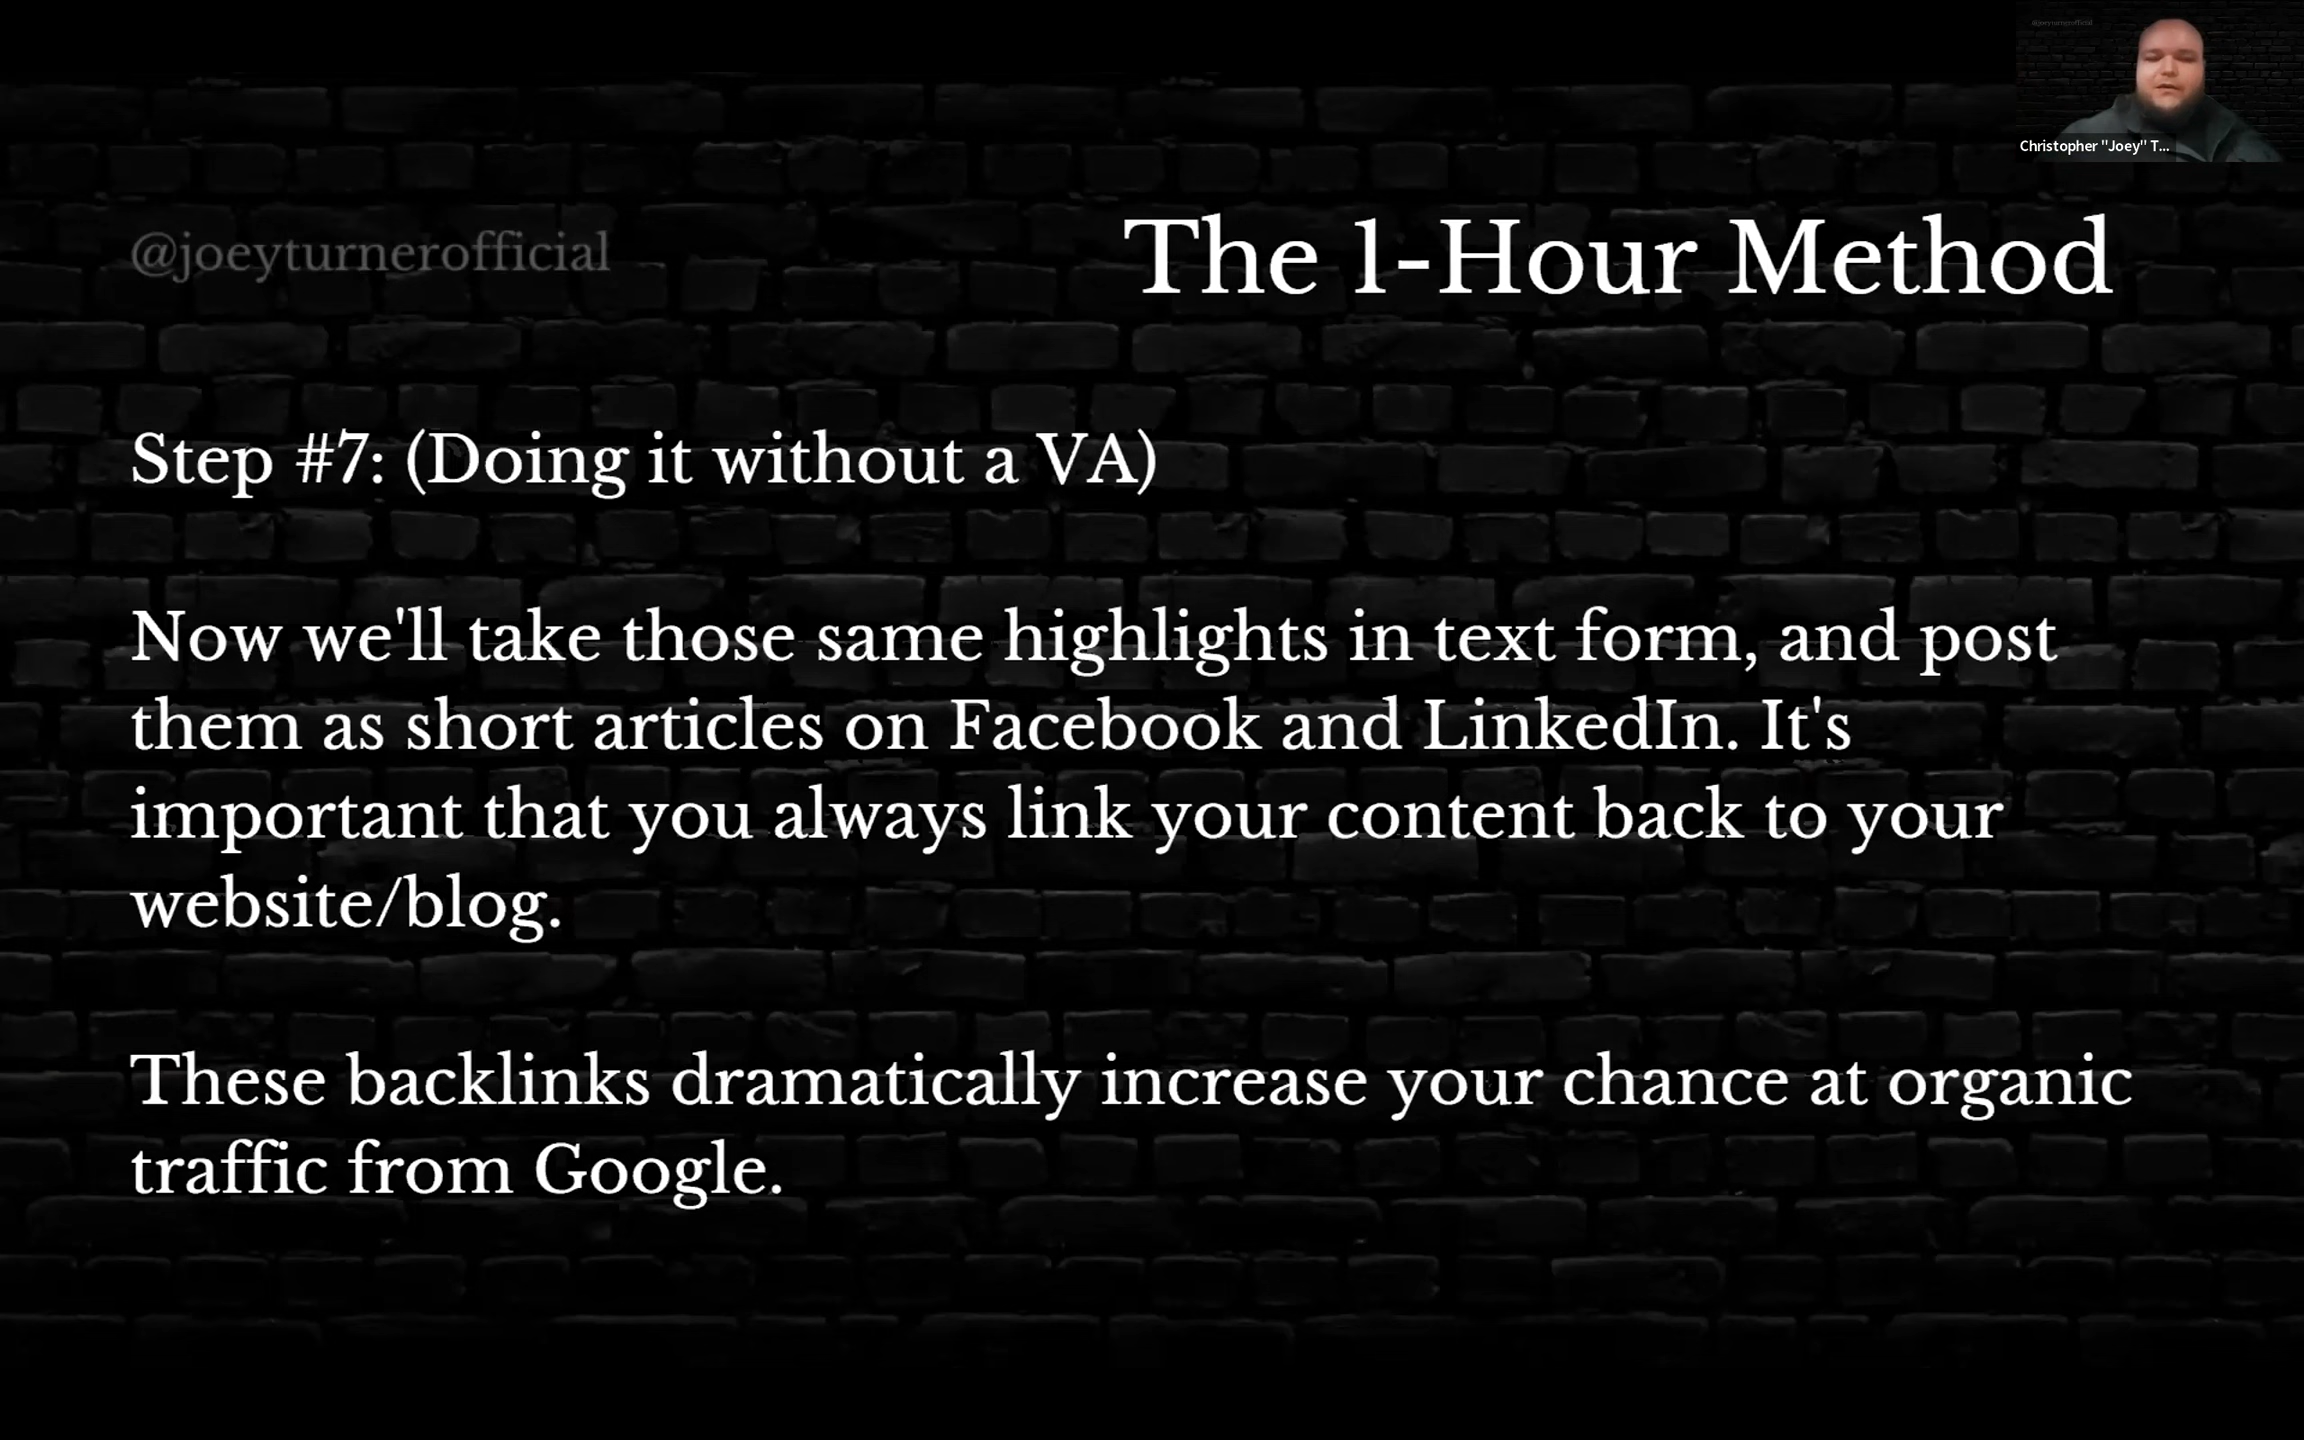 @joeyturnerofficial
Christopher "Joey" T...
@joeyturnerofficial
The 1-Hour Method
Step #7: (Doing it without a VA)
Now we'll take those same highlights in text form, and post
them as short articles on Facebook and LinkedIn. It's
important that you always link your content back to your
website/blog.
These backlinks dramatically increase your chance at organic
traffic from Google.